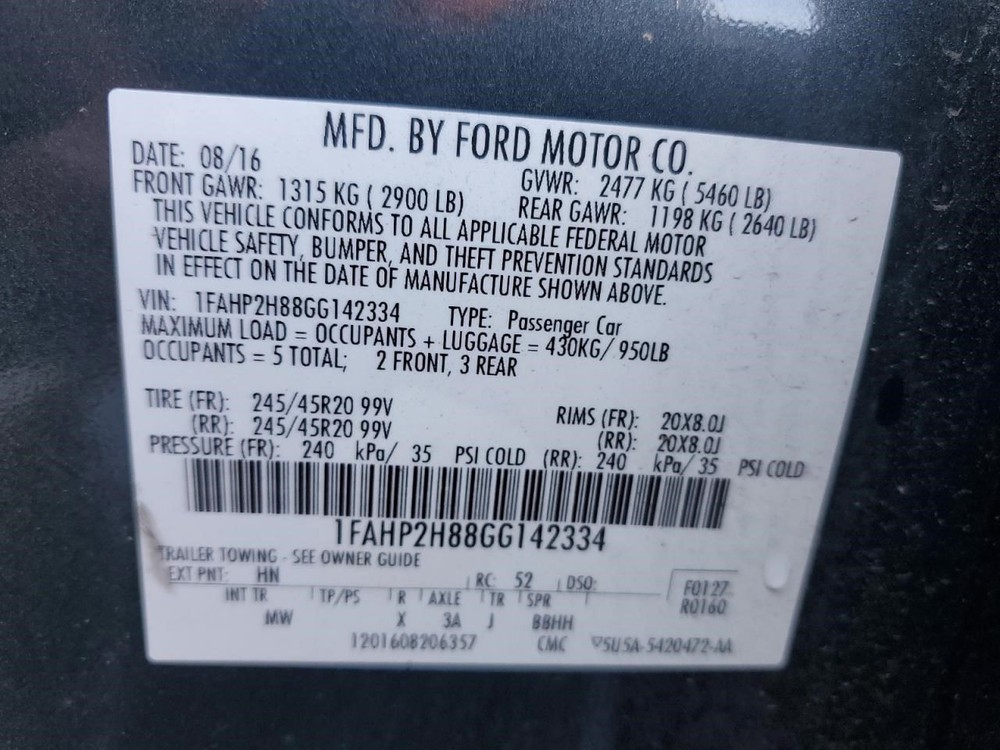 MFD. BY FORD MOTOR CO.
DATE: 08/16 GVWR: 2477 KG ( 5460 LB)
FRONT GAWR: 1315 KG ( 2900 LB) REAR GAWR: 1198 KG ( 2640 LB)
THIS VEHICLE CONFORMS TO ALL APPLICABLE FEDERAL MOTOR
VEHICLE SAFETY, BUMPER, AND THEFT PREVENTION STANDARDS
IN EFFECT ON THE DATE OF MANUFACTURE SHOWN ABOVE.
VIN: 1FAHP2H88GG142334 TYPE: Passenger Car
MAXIMUM LOAD = OCCUPANTS + LUGGAGE = 430KG/ 950LB
OCCUPANTS = 5 TOTAL; 2 FRONT, 3 REAR
TIRE (FR): 245/45R20 99V RIMS (FR): 20X8.0J
(RR): 245/45R20 99V (RR): 20X8.0J
PRESSURE (FR): 240 kPa/ 35 PSI COLD (RR): 240 kPa/ 35 PSI COLD
1FAHP2H88GG142334
TRAILER TOWING - SEE OWNER GUIDE
EXT PNT: HN RC: 52 DSO: F0127
INT TR TP/PS R AXLE TR SPR R0160
MW X 3A J BBHH
1201608206357 CMC ▽5U5A-5420472-AA